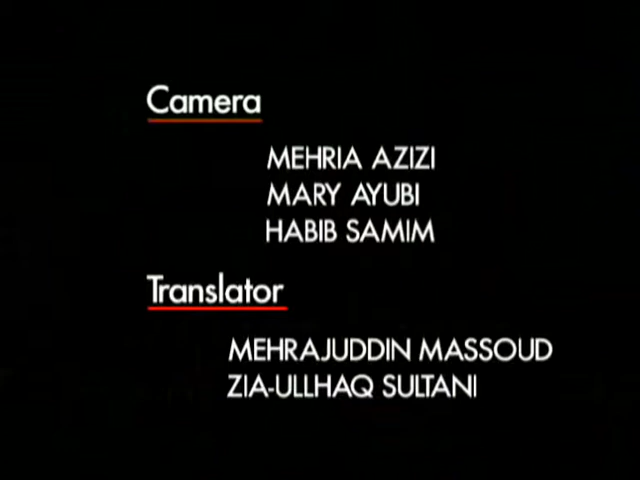 Camera
MEHRIA AZIZI
MARY AYUBI
HABIB SAMIM
Translator
MEHRAJUDDIN MASSOUD
ZIA-ULLHAQ SULTANI